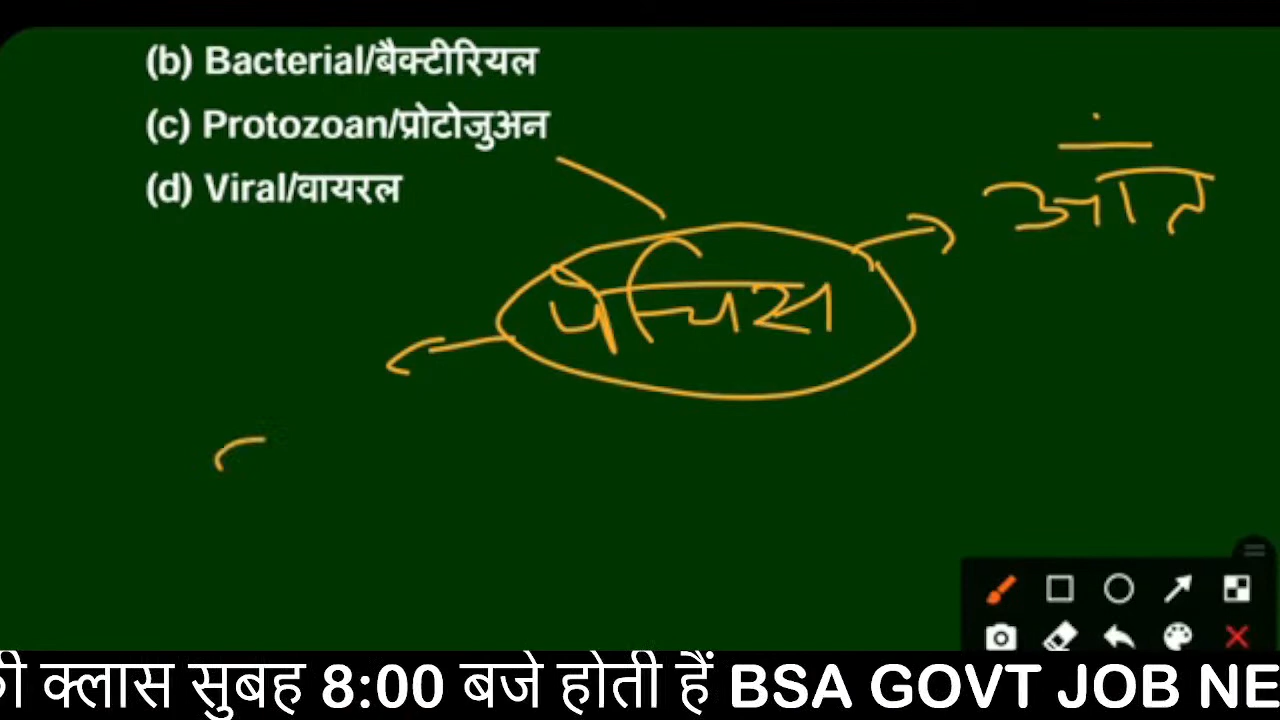 (b) Bacterial/बैक्टीरियल
(c) Protozoan/प्रोटोजुअन
(d) Viral/वायरल
आंत
पेचिस
की क्लास सुबह 8:00 बजे होती हैं BSA GOVT JOB NE